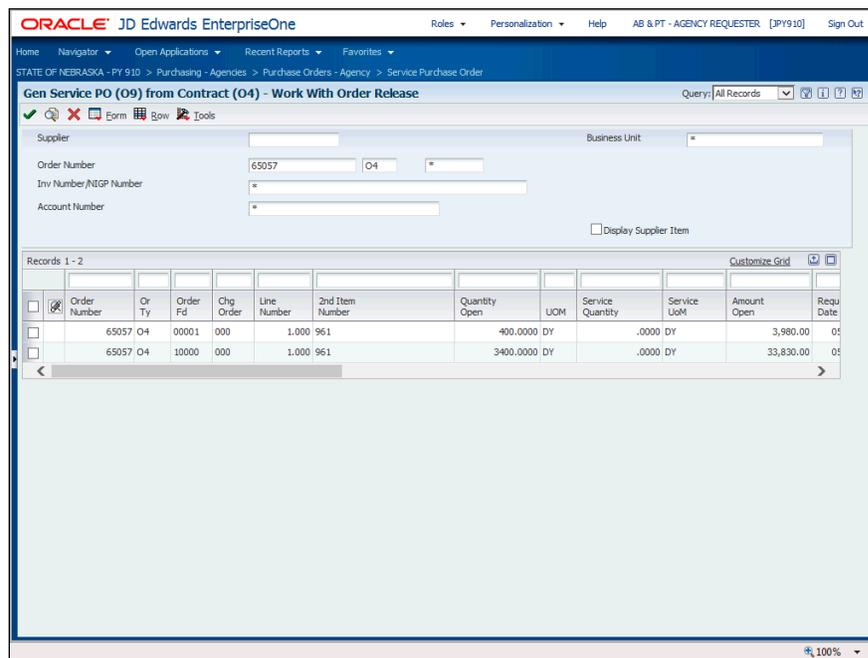 ORACLE® JD Edwards EnterpriseOne Roles Personalization Help AB & PT - AGENCY REQUESTER [JPY910] Sign Out
Home Navigator Open Applications Recent Reports Favorites
STATE OF NEBRASKA - PY 910 > Purchasing - Agencies > Purchase Orders - Agency > Service Purchase Order
Gen Service PO (O9) from Contract (O4) - Work With Order Release Query: All Records
Form Row Tools
Supplier Business Unit *
Order Number 65057 O4 *
Inv Number/NIGP Number *
Account Number *
Display Supplier Item
Records 1 - 2 Customize Grid
Order Number Or Ty Order Fd Chg Order Line Number 2nd Item Number Quantity Open UOM Service Quantity Service UoM Amount Open Requ Date
65057 O4 00001 000 1.000 961 400.0000 DY .0000 DY 3,980.00 05
65057 O4 10000 000 1.000 961 3400.0000 DY .0000 DY 33,830.00 05
100%